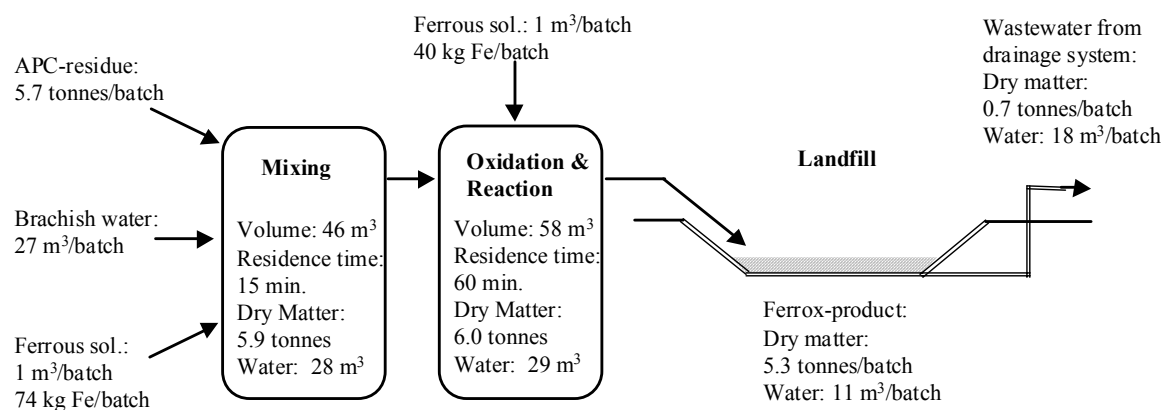 APC-residue:
5.7 tonnes/batch
Brachish water:
27 m³/batch
Ferrous sol.:
1 m³/batch
74 kg Fe/batch
Mixing
Volume: 46 m³
Residence time:
15 min.
Dry Matter:
5.9 tonnes
Water: 28 m³
Ferrous sol.: 1 m³/batch
40 kg Fe/batch
Oxidation &
Reaction
Volume: 58 m³
Residence time:
60 min.
Dry Matter:
6.0 tonnes
Water: 29 m³
Landfill
Ferrox-product:
Dry matter:
5.3 tonnes/batch
Water: 11 m³/batch
Wastewater from
drainage system:
Dry matter:
0.7 tonnes/batch
Water: 18 m³/batch